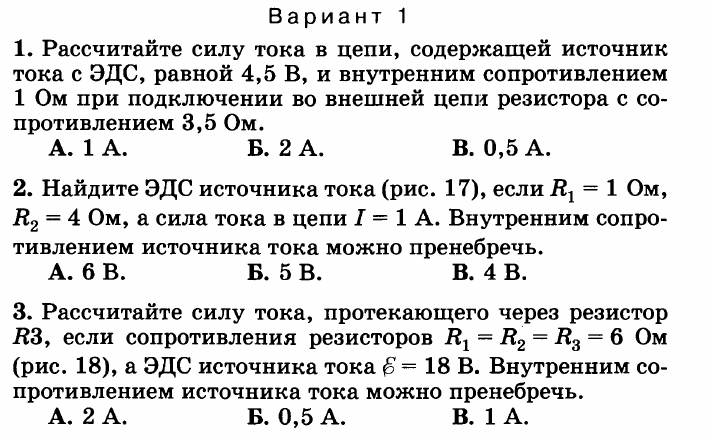 Вариант 1
1. Рассчитайте силу тока в цепи, содержащей источник
тока с ЭДС, равной 4,5 В, и внутренним сопротивлением
1 Ом при подключении во внешней цепи резистора с со-
противлением 3,5 Ом.
А. 1 А. Б. 2 А. В. 0,5 А.
2. Найдите ЭДС источника тока (рис. 17), если R₁ = 1 Ом,
R₂ = 4 Ом, а сила тока в цепи I = 1 А. Внутренним сопро-
тивлением источника тока можно пренебречь.
А. 6 В. Б. 5 В. В. 4 В.
3. Рассчитайте силу тока, протекающего через резистор
R3, если сопротивления резисторов R₁ = R₂ = R₃ = 6 Ом
(рис. 18), а ЭДС источника тока ℰ = 18 В. Внутренним со-
противлением источника тока можно пренебречь.
А. 2 А. Б. 0,5 А. В. 1 А.